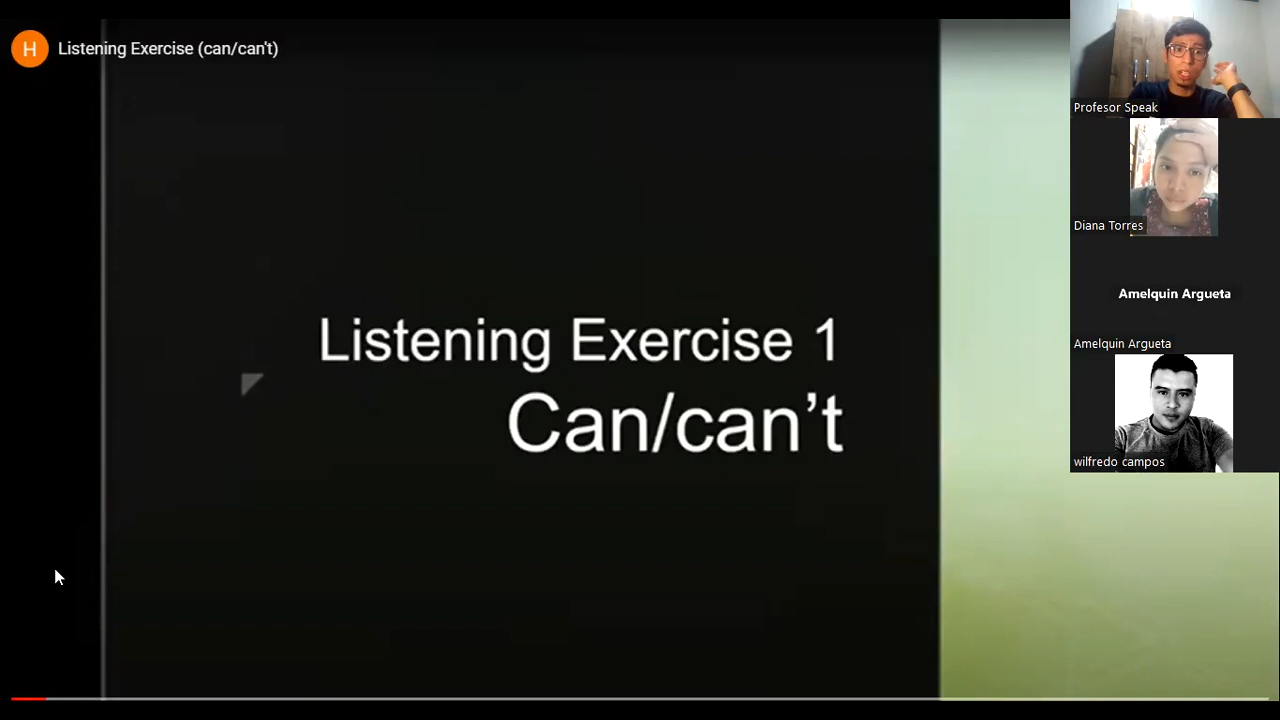 H
Listening Exercise (can/can't)
Listening Exercise 1
Can/can’t
Profesor Speak
Diana Torres
Amelquin Argueta
Amelquin Argueta
wilfredo campos